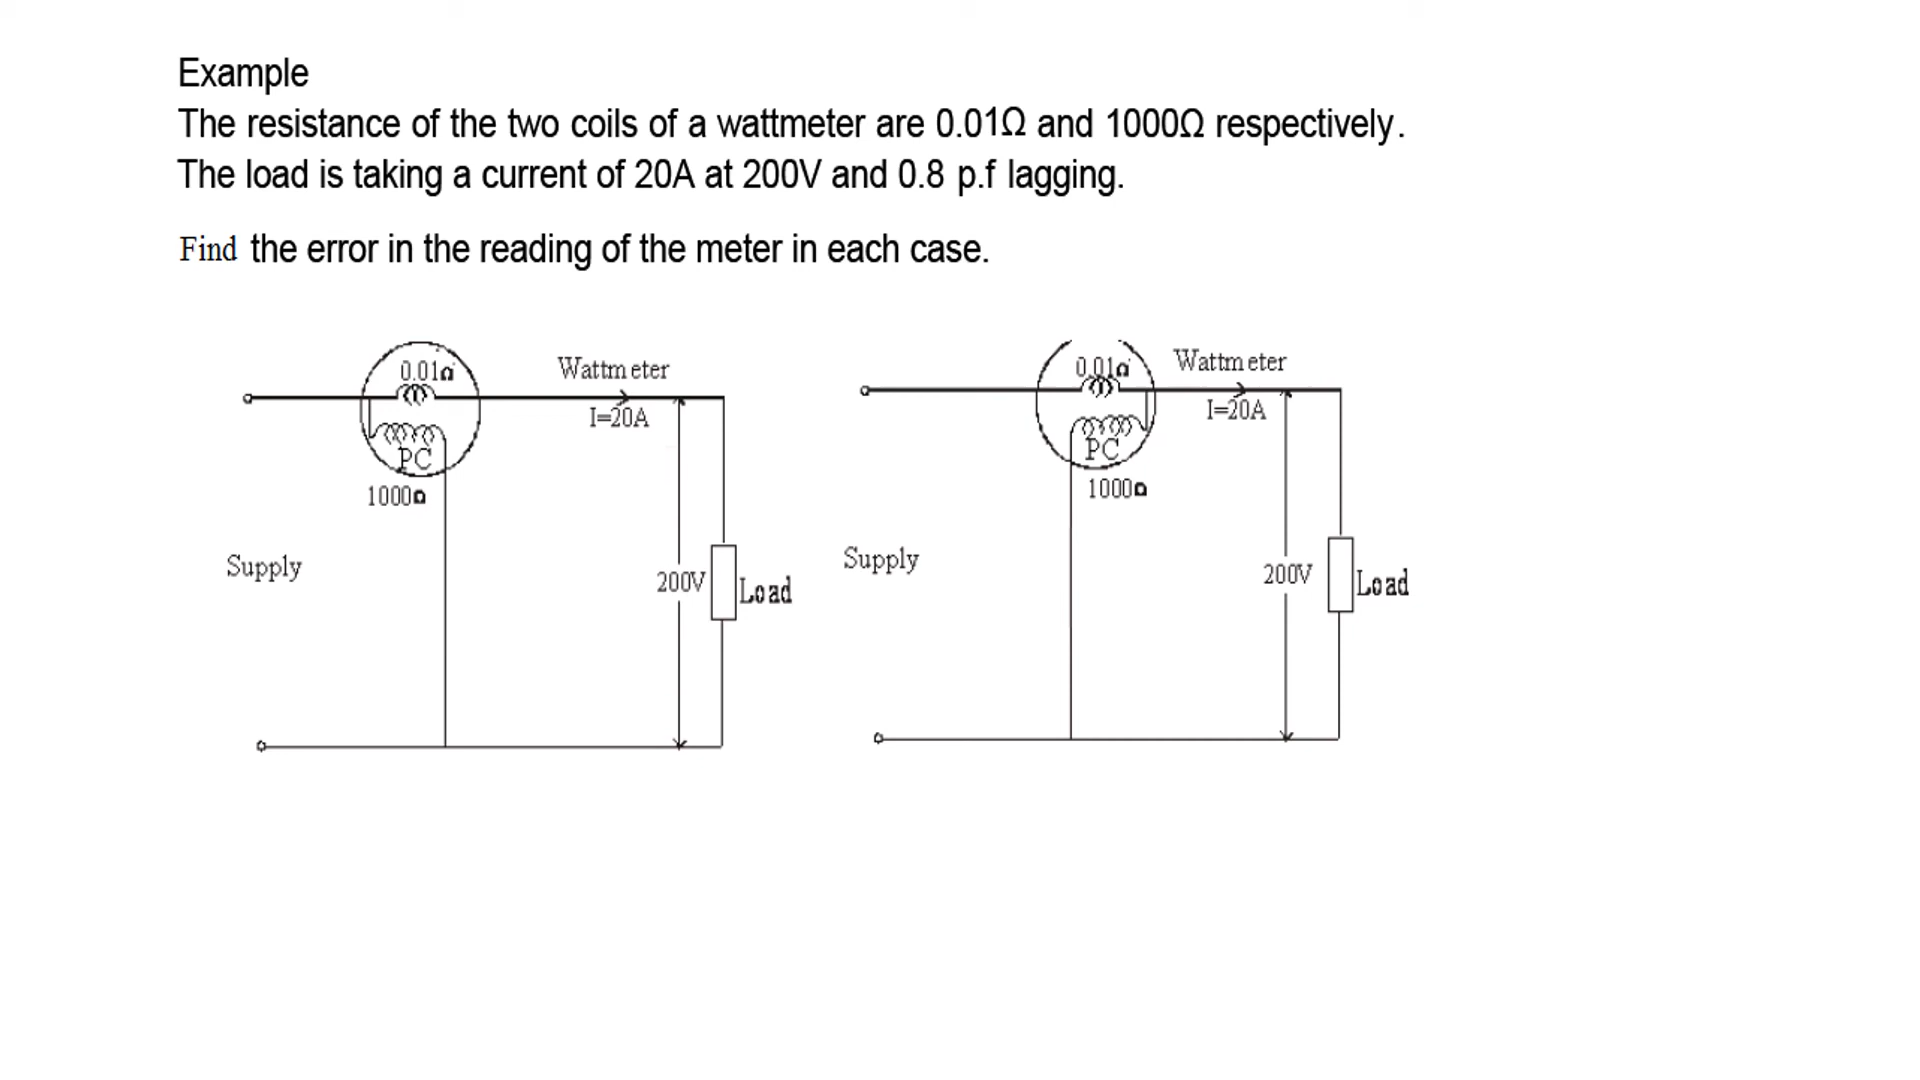 Example
The resistance of the two coils of a wattmeter are 0.01Ω and 1000Ω respectively.
The load is taking a current of 20A at 200V and 0.8 p.f lagging.
Find the error in the reading of the meter in each case.
0.01Ω
Wattmeter
I=20A
PC
1000Ω
Supply
200V
Load
0.01Ω
Wattmeter
I=20A
PC
1000Ω
Supply
200V
Load